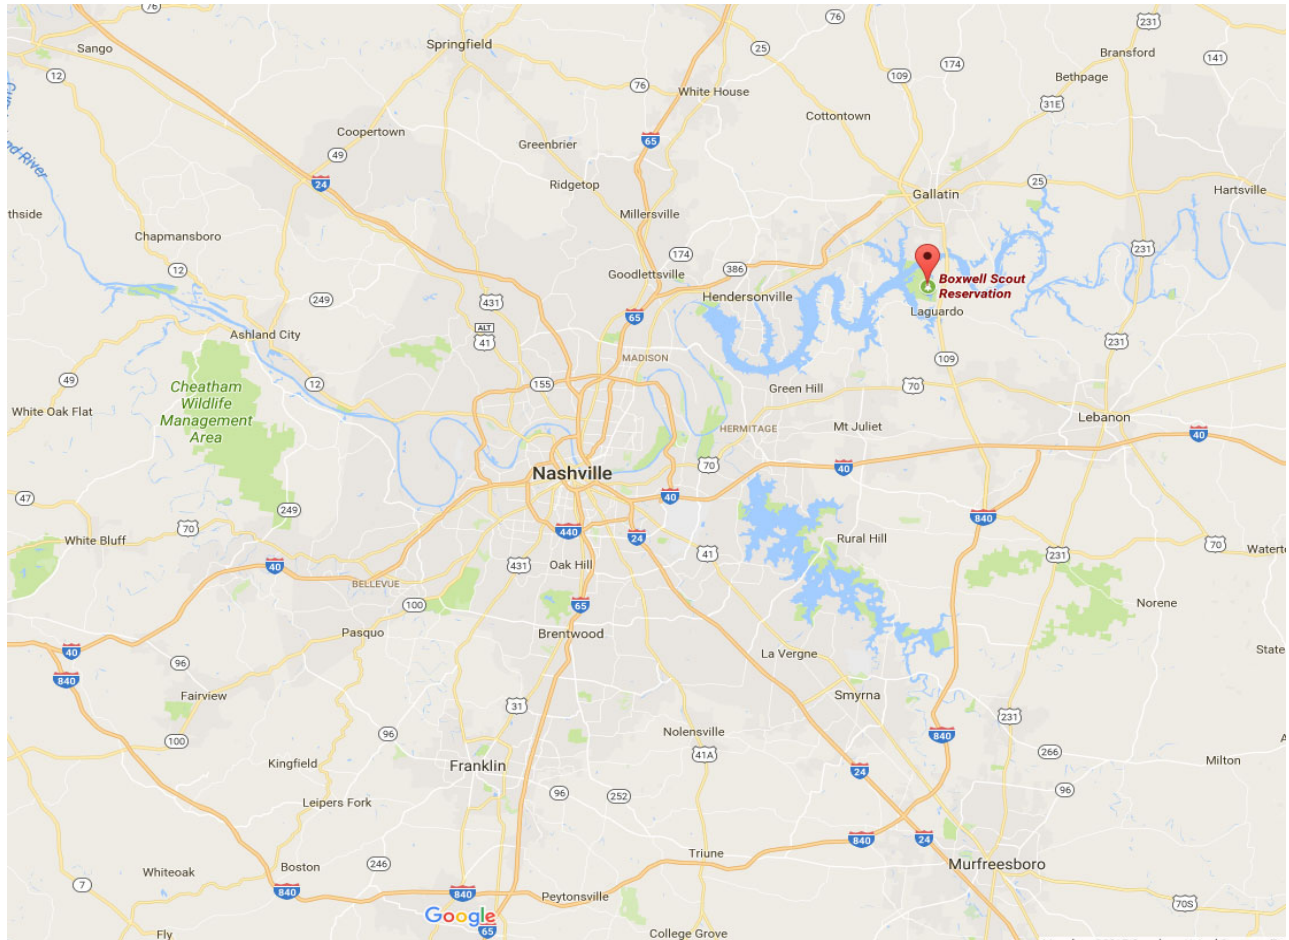 76
76
231
Sango
Springfield
25
Bransford
12
109
174
141
76
White House
Bethpage
31E
Cottontown
Coopertown
65
Greenbrier
49
24
Ridgetop
25
Hartsville
Gallatin
thside
Millersville
Chapmansboro
174
231
12
386
Goodlettsville
Boxwell Scout
Reservation
249
431
Hendersonville
Laguardo
65
ALT
41
Ashland City
231
MADISON
109
49
12
155
70
Green Hill
Cheatham
Wildlife
Management
Area
White Oak Flat
Lebanon
HERMITAGE
Mt Juliet
40
70
40
Nashville
47
40
249
840
70
440
24
White Bluff
Rural Hill
70
41
231
Oak Hill
40
431
BELLEVUE
100
65
Norene
Pasquo
Brentwood
40
96
La Vergne
State
840
Fairview
31
Smyrna
231
100
96
Nolensville
840
266
41A
Kingfield
Franklin
24
Milton
96
252
96
Leipers Fork
840
24
Triune
246
Murfreesboro
Whiteoak
Boston
7
840
840
Peytonsville
70S
Google
65
Fly
College Grove